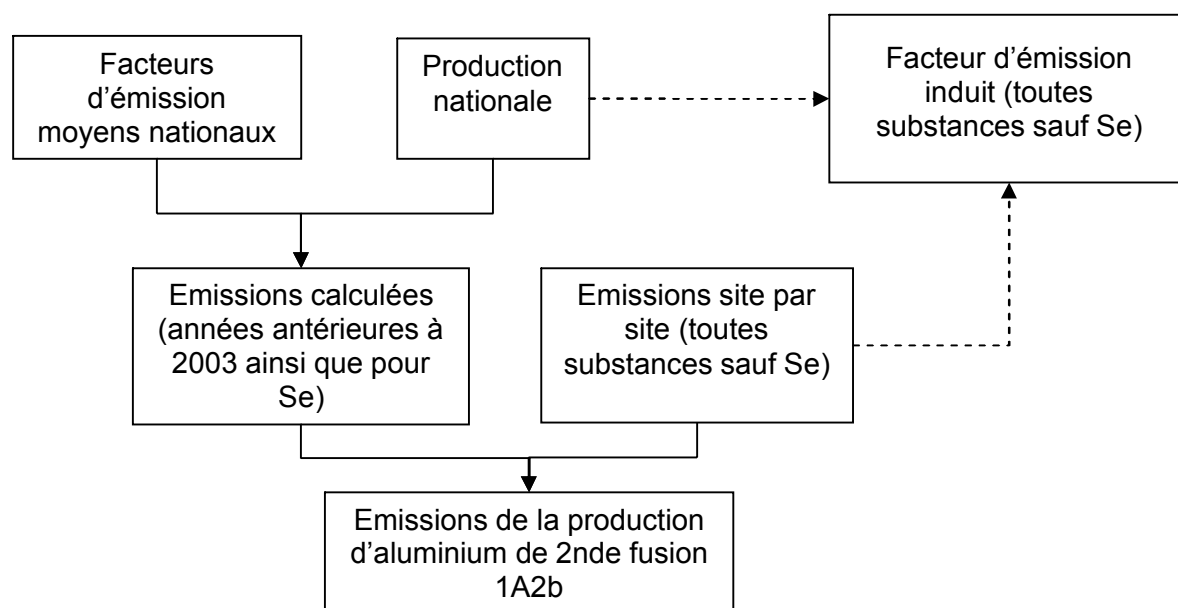 Facteurs
d’émission
moyens nationaux
Production
nationale
Facteur d’émission
induit (toutes
substances sauf Se)
Emissions calculées
(années antérieures à
2003 ainsi que pour
Se)
Emissions site par
site (toutes
substances sauf Se)
Emissions de la production
d’aluminium de 2nde fusion
1A2b